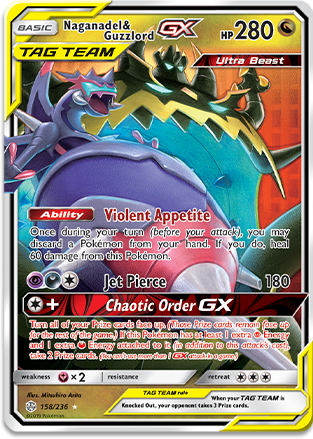 BASIC
Naganadel&
Guzzlord GX HP 280
TAG TEAM
Ultra Beast
Ability Violent Appetite
Once during your turn (before your attack), you may
discard a Pokémon from your hand. If you do, heal
60 damage from this Pokémon.
Jet Pierce 180
+ Chaotic Order GX
Turn all of your Prize cards face up. (Those Prize cards remain face up
for the rest of the game.) If this Pokémon has at least 1 extra Energy
and 1 extra Energy attached to it (in addition to this attack's cost),
take 2 Prize cards. (You can't use more than 1 GX attack in a game.)
weakness × 2 resistance retreat
Illus. Mitsuhiro Arita
158/236
©2019 Pokémon
TAG TEAM rule
When your TAG TEAM is
Knocked Out, your opponent takes 3 Prize cards.